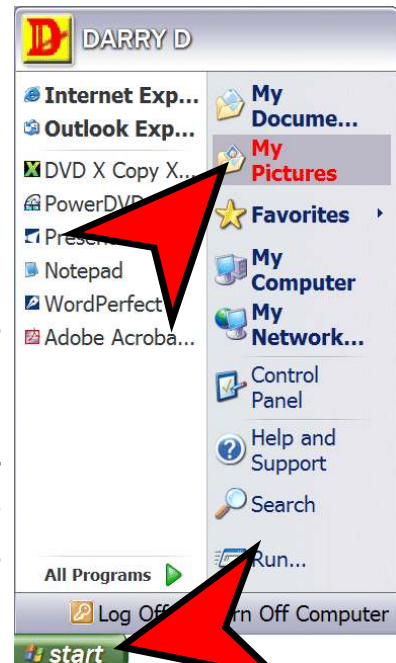 D DARRY D
Internet Exp...
Outlook Exp...
DVD X Copy X...
PowerDVD
Notepad
WordPerfect
Adobe Acroba...
All Programs
My
Docume...
My
Pictures
Favorites
My
Computer
My
Network...
Control
Panel
Help and
Support
Search
Run...
Log Off
Turn Off Computer
start